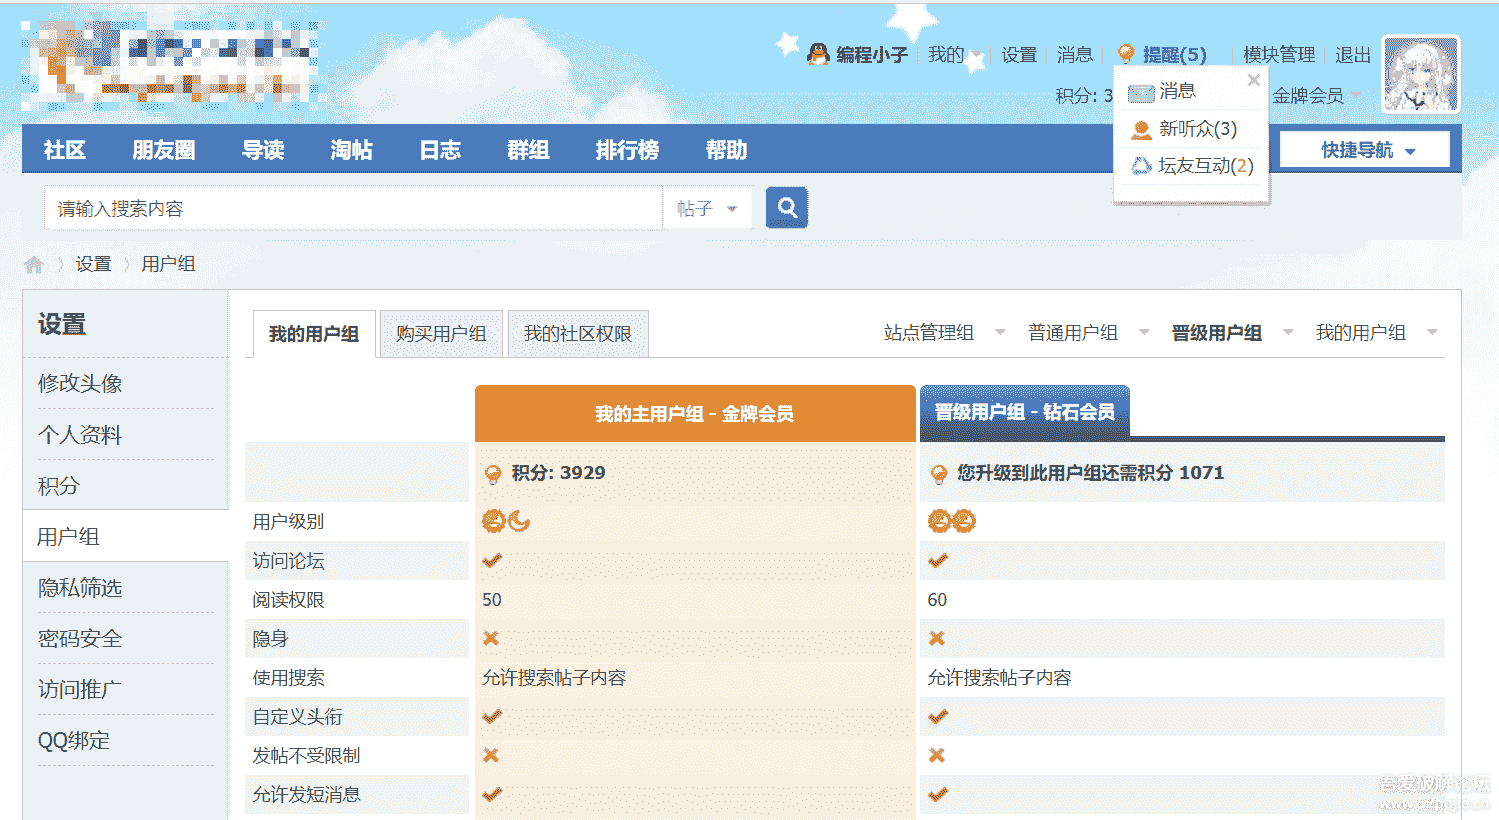 编程小子 我的 设置 消息 提醒(5) 模块管理 退出
积分: 3 金牌会员
消息
新听众(3)
坛友互动(2)
社区 朋友圈 导读 淘帖 日志 群组 排行榜 帮助 快捷导航
请输入搜索内容 帖子
设置 用户组
设置
修改头像
个人资料
积分
用户组
隐私筛选
密码安全
访问推广
QQ绑定
我的用户组 购买用户组 我的社区权限 站点管理组 普通用户组 晋级用户组 我的用户组
我的主用户组 - 金牌会员 晋级用户组 - 钻石会员
积分: 3929 您升级到此用户组还需积分 1071
用户级别
访问论坛
阅读权限 50 60
隐身
使用搜索 允许搜索帖子内容 允许搜索帖子内容
自定义头衔
发帖不受限制
允许发短消息
吾爱破解论坛
www.52pojie.cn